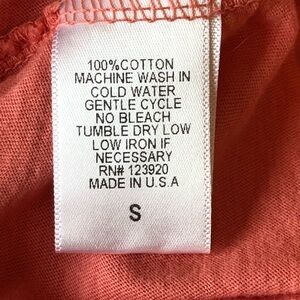 100%COTTON
MACHINE WASH IN
COLD WATER
GENTLE CYCLE
NO BLEACH
TUMBLE DRY LOW
LOW IRON IF
NECESSARY
RN# 123920
MADE IN U.S.A
S